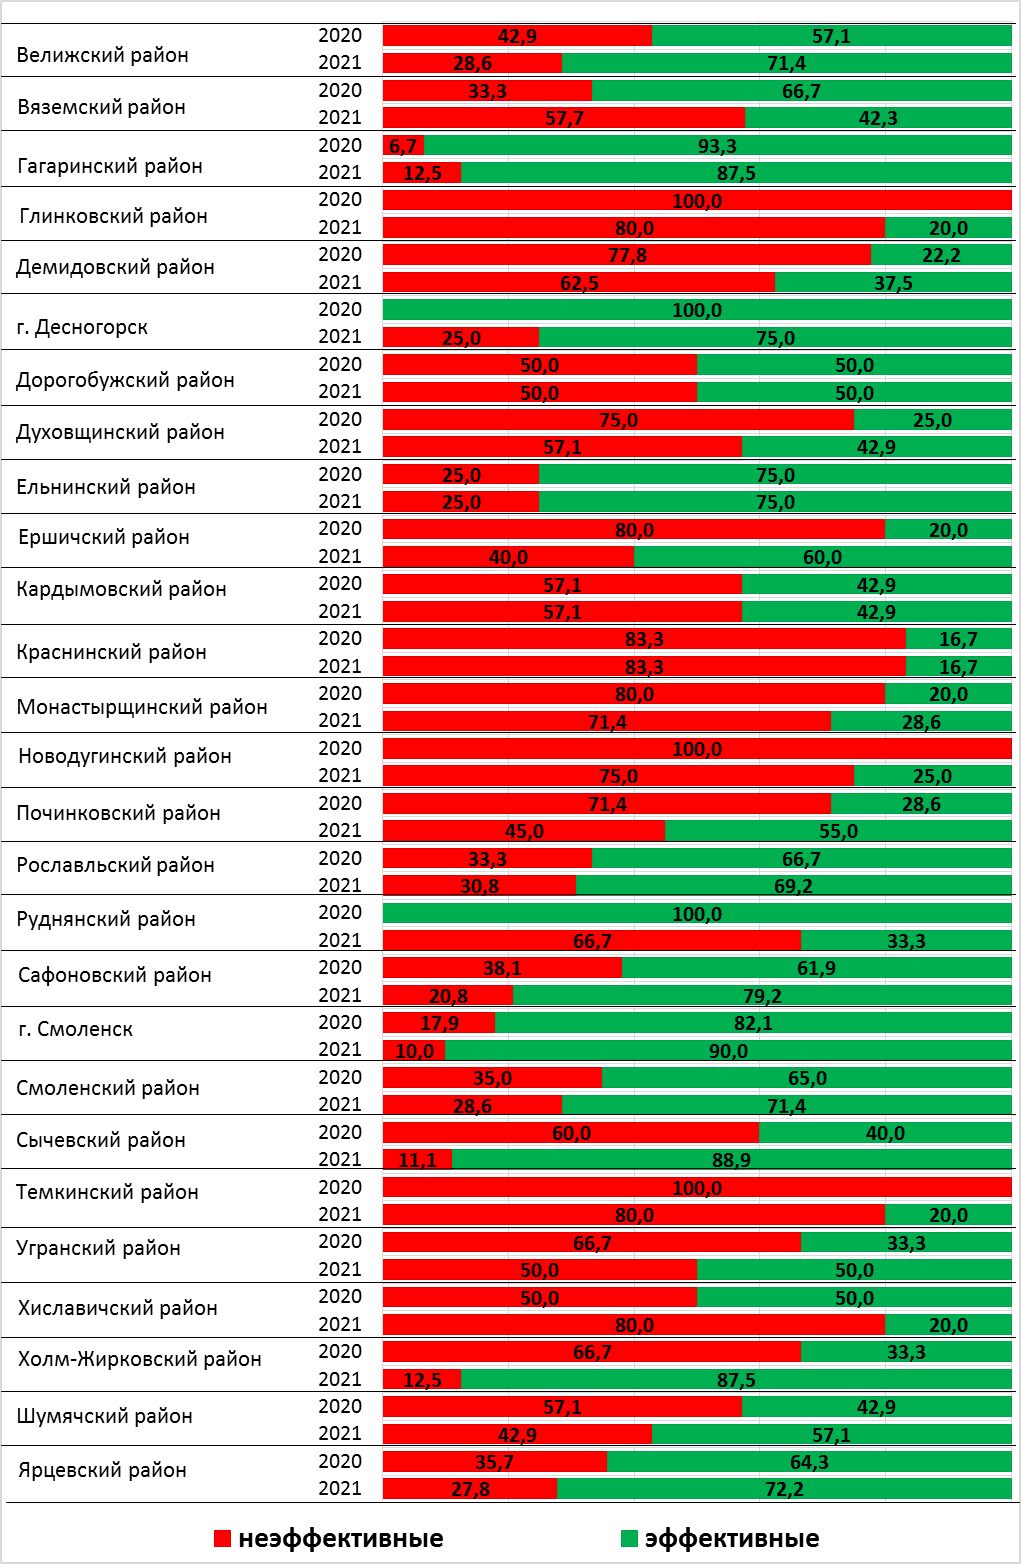 2020 42,9 57,1
Велижский район
2021 28,6 71,4
2020 33,3 66,7
Вяземский район
2021 57,7 42,3
2020 6,7 93,3
Гагаринский район
2021 12,5 87,5
2020 100,0
Глинковский район
2021 80,0 20,0
2020 77,8 22,2
Демидовский район
2021 62,5 37,5
2020 100,0
г. Десногорск
2021 25,0 75,0
2020 50,0 50,0
Дорогобужский район
2021 50,0 50,0
2020 75,0 25,0
Духовщинский район
2021 57,1 42,9
2020 25,0 75,0
Ельнинский район
2021 25,0 75,0
2020 80,0 20,0
Ершичский район
2021 40,0 60,0
2020 57,1 42,9
Кардымовский район
2021 57,1 42,9
2020 83,3 16,7
Краснинский район
2021 83,3 16,7
2020 80,0 20,0
Монастырщинский район
2021 71,4 28,6
2020 100,0
Новодугинский район
2021 75,0 25,0
2020 71,4 28,6
Починковский район
2021 45,0 55,0
2020 33,3 66,7
Рославльский район
2021 30,8 69,2
2020 100,0
Руднянский район
2021 66,7 33,3
2020 38,1 61,9
Сафоновский район
2021 20,8 79,2
2020 17,9 82,1
г. Смоленск
2021 10,0 90,0
2020 35,0 65,0
Смоленский район
2021 28,6 71,4
2020 60,0 40,0
Сычевский район
2021 11,1 88,9
2020 100,0
Темкинский район
2021 80,0 20,0
2020 66,7 33,3
Угранский район
2021 50,0 50,0
2020 50,0 50,0
Хиславичский район
2021 80,0 20,0
2020 66,7 33,3
Холм-Жирковский район
2021 12,5 87,5
2020 57,1 42,9
Шумячский район
2021 42,9 57,1
2020 35,7 64,3
Ярцевский район
2021 27,8 72,2
неэффективные эффективные